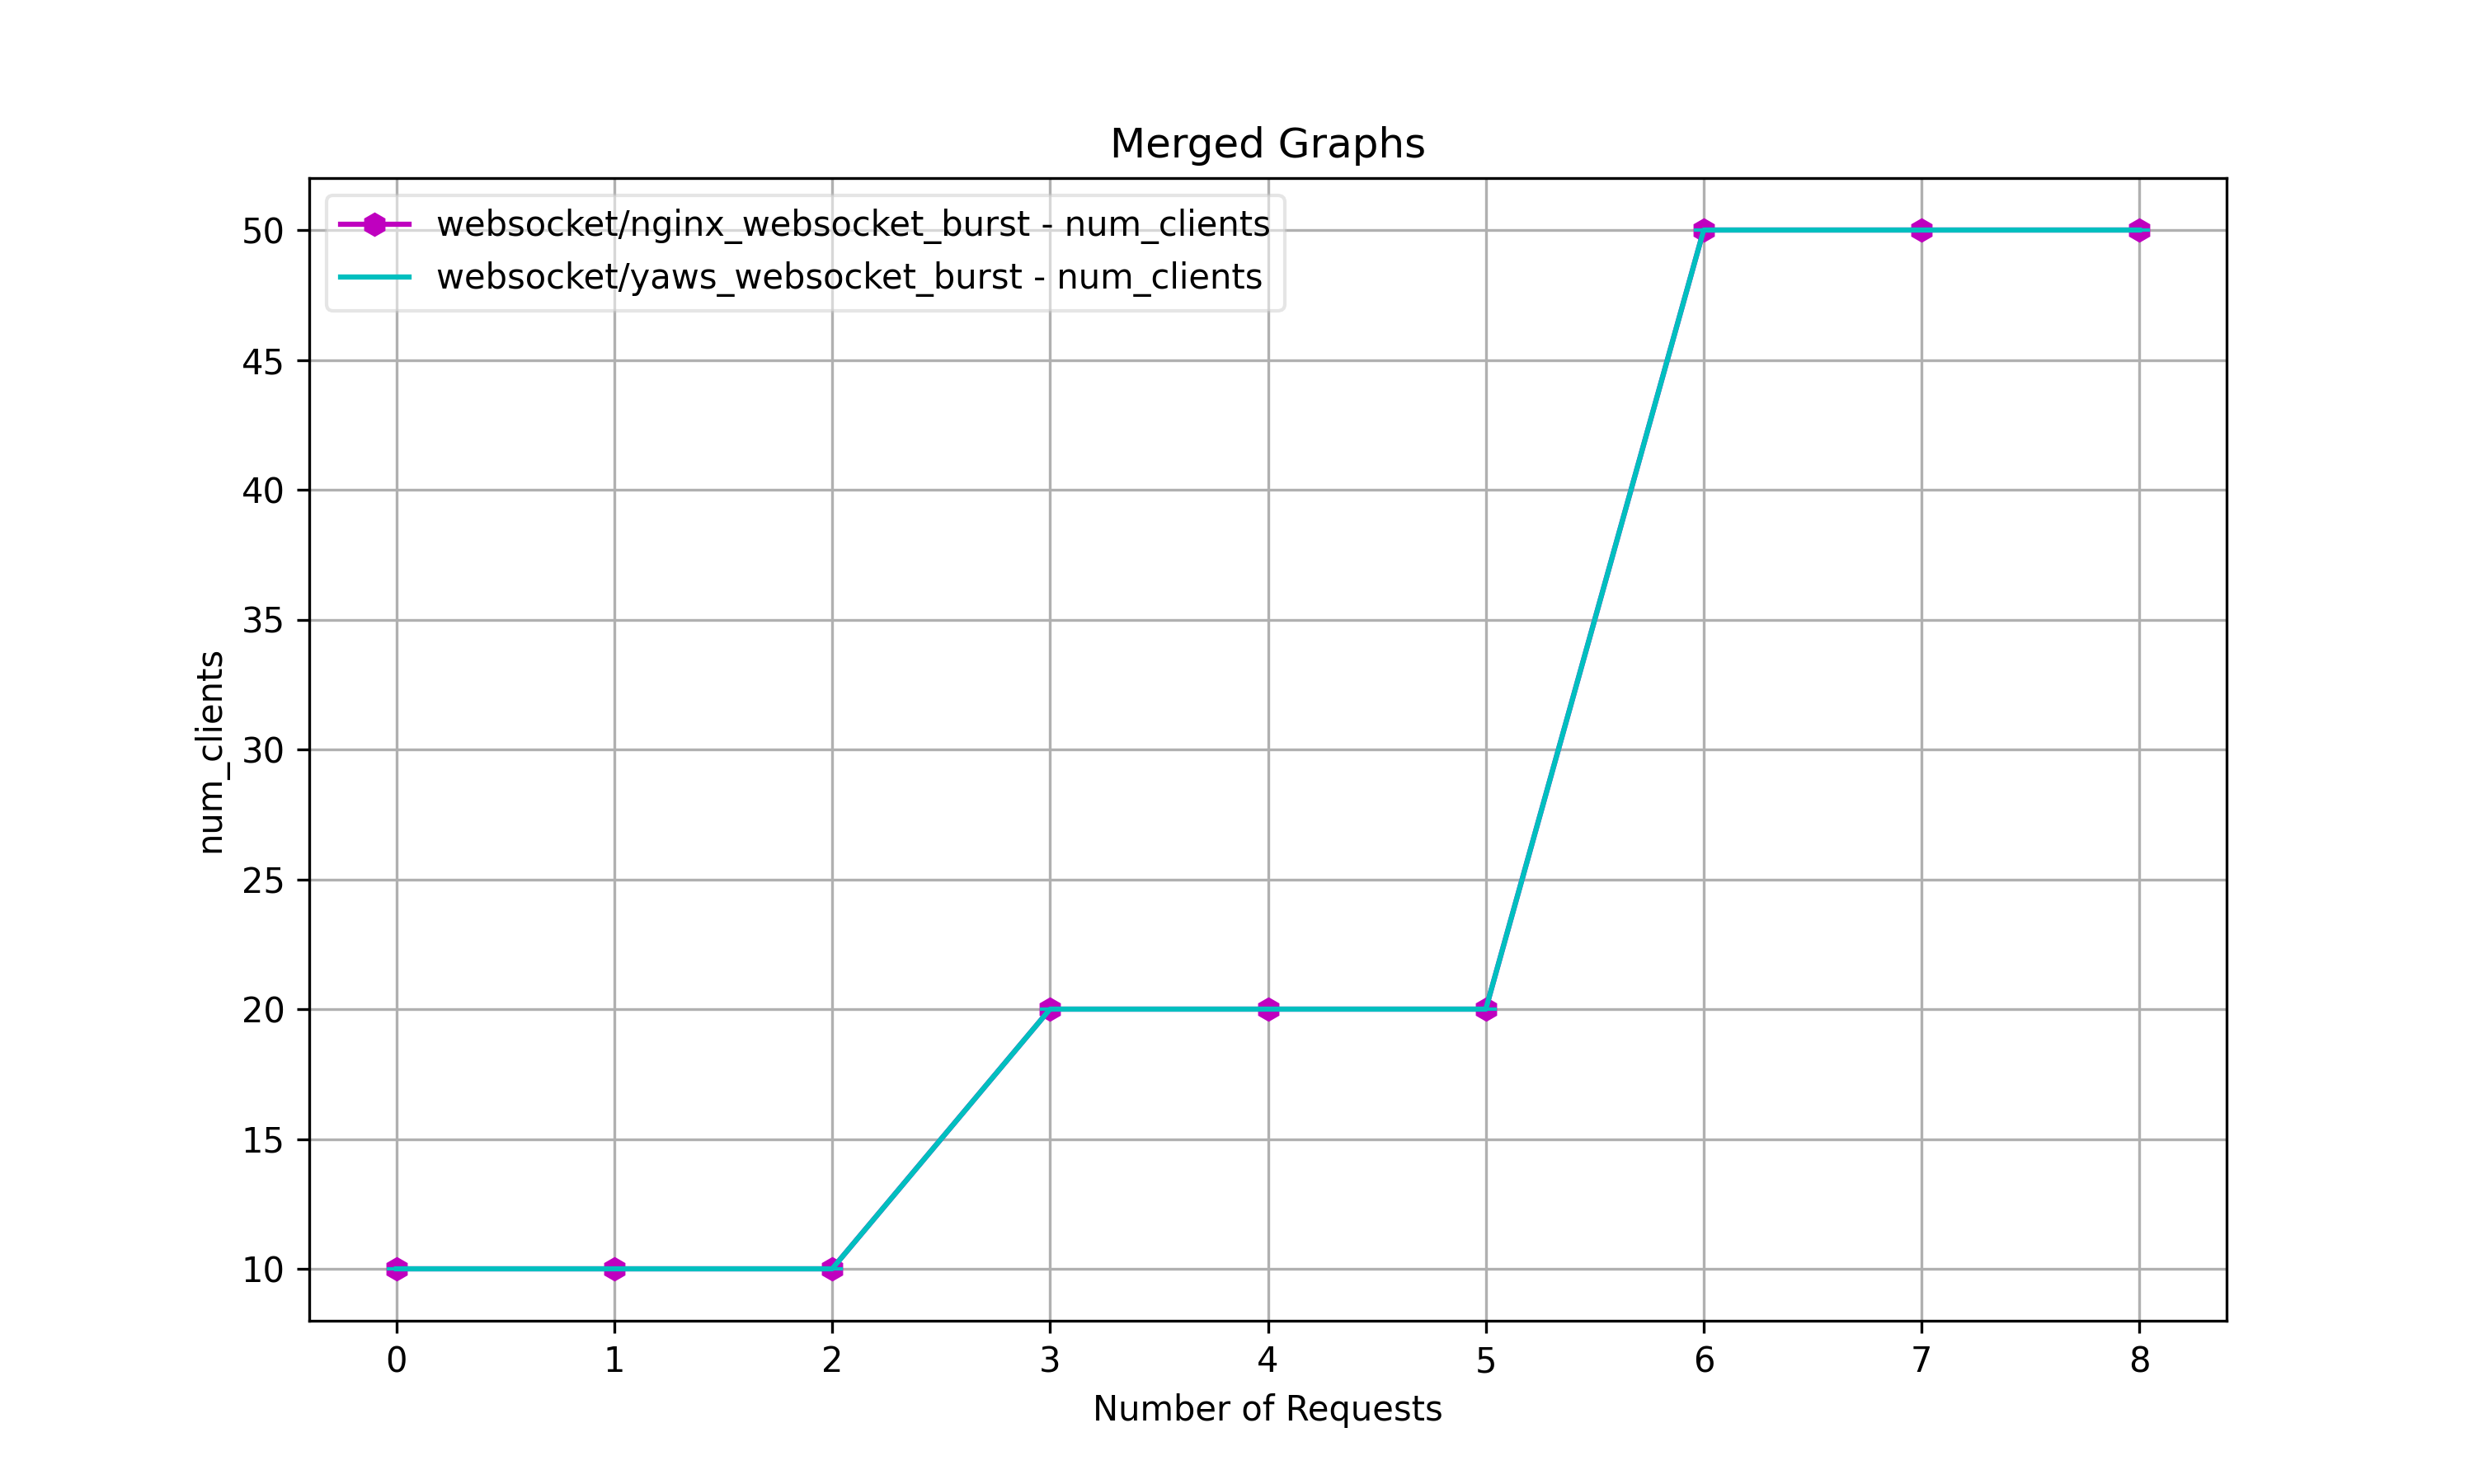 Merged Graphs
websocket/nginx_websocket_burst - num_clients
websocket/yaws_websocket_burst - num_clients
50
45
40
35
30
25
20
15
10
num_clients
0 1 2 3 4 5 6 7 8
Number of Requests